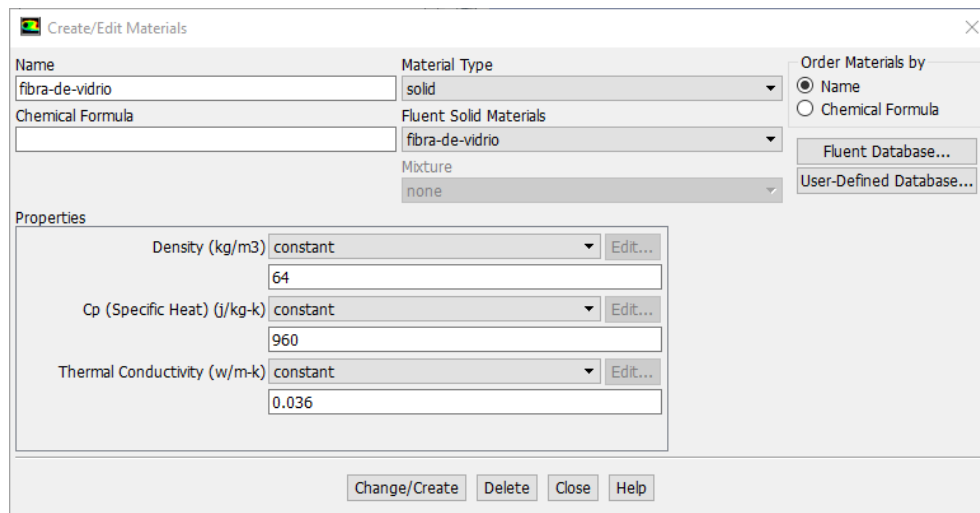 Create/Edit Materials
Name
fibra-de-vidrio
Chemical Formula
Material Type
solid
Fluent Solid Materials
fibra-de-vidrio
Mixture
none
Order Materials by
Name
Chemical Formula
Fluent Database...
User-Defined Database...
Properties
Density (kg/m3) constant Edit...
64
Cp (Specific Heat) (j/kg-k) constant Edit...
960
Thermal Conductivity (w/m-k) constant Edit...
0.036
Change/Create Delete Close Help